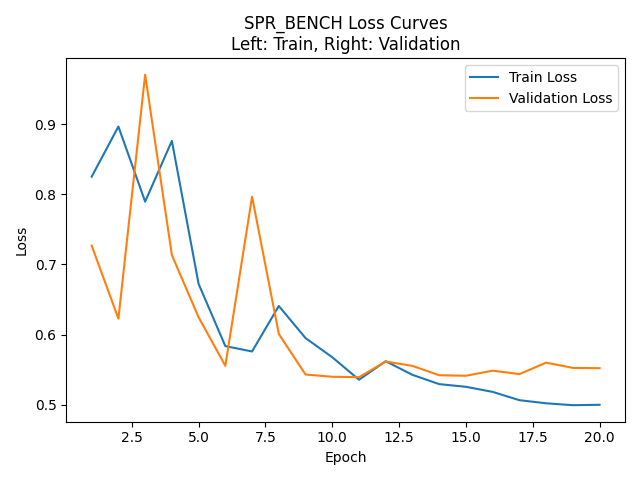 SPR_BENCH Loss Curves
Left: Train, Right: Validation
Train Loss
Validation Loss
0.9
0.8
0.7
0.6
0.5
Loss
2.5 5.0 7.5 10.0 12.5 15.0 17.5 20.0
Epoch